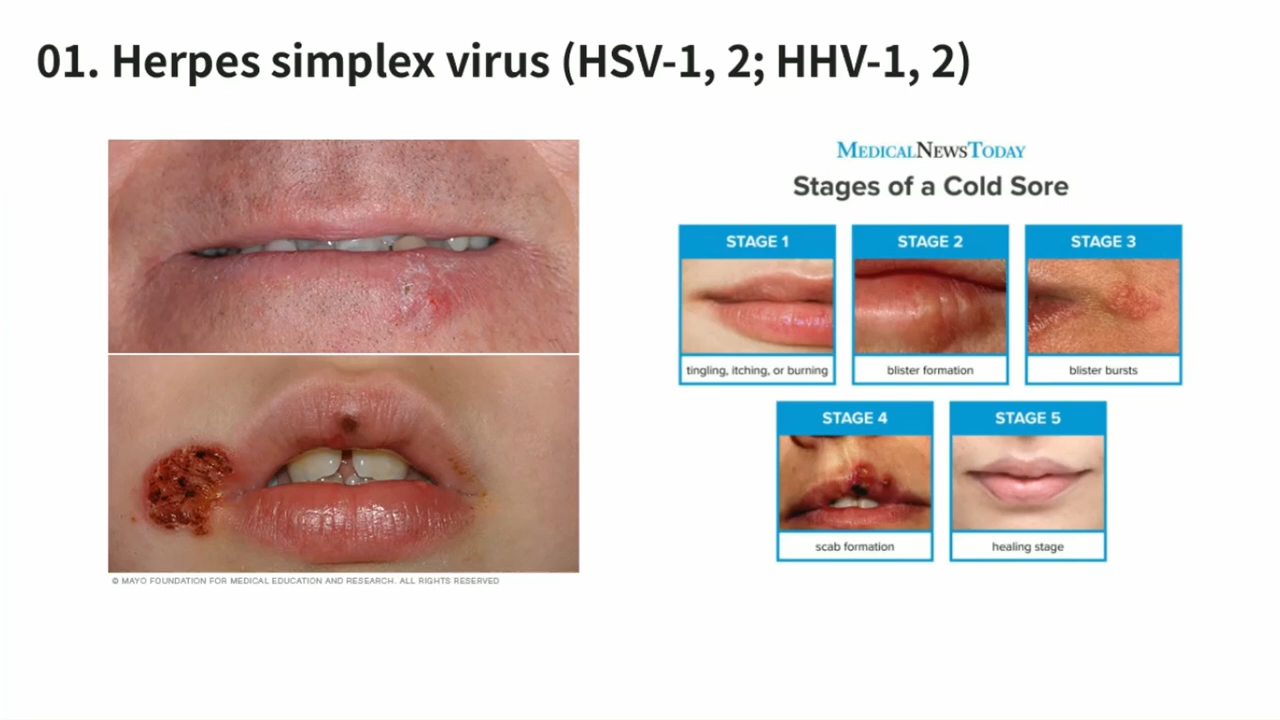 01. Herpes simplex virus (HSV-1, 2; HHV-1, 2)
© MAYO FOUNDATION FOR MEDICAL EDUCATION AND RESEARCH. ALL RIGHTS RESERVED
MEDICALNEWSTODAY
Stages of a Cold Sore
STAGE 1
tingling, itching, or burning
STAGE 2
blister formation
STAGE 3
blister bursts
STAGE 4
scab formation
STAGE 5
healing stage